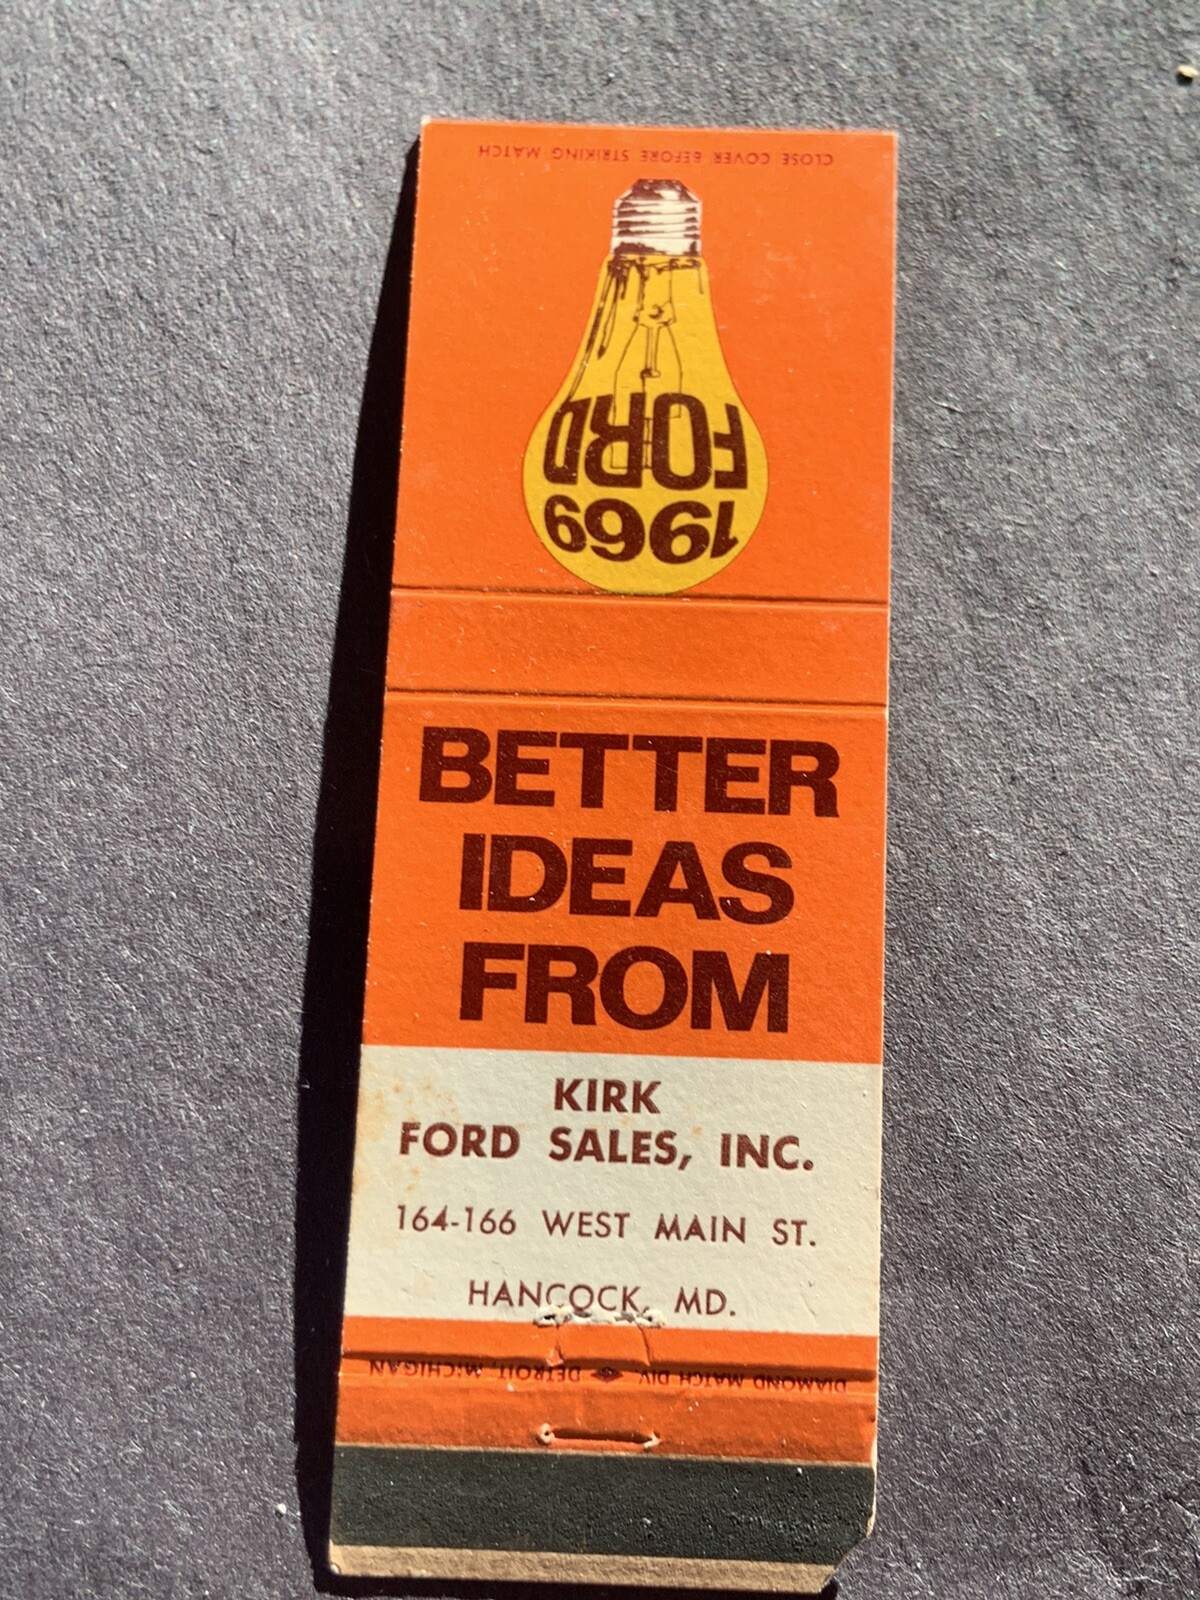 CLOSE COVER BEFORE STRIKING MATCH
1969
FORD
BETTER
IDEAS
FROM
KIRK
FORD SALES, INC.
164-166 WEST MAIN ST.
HANCOCK, MD.
DIAMOND MATCH DIV. DETROIT, MICHIGAN